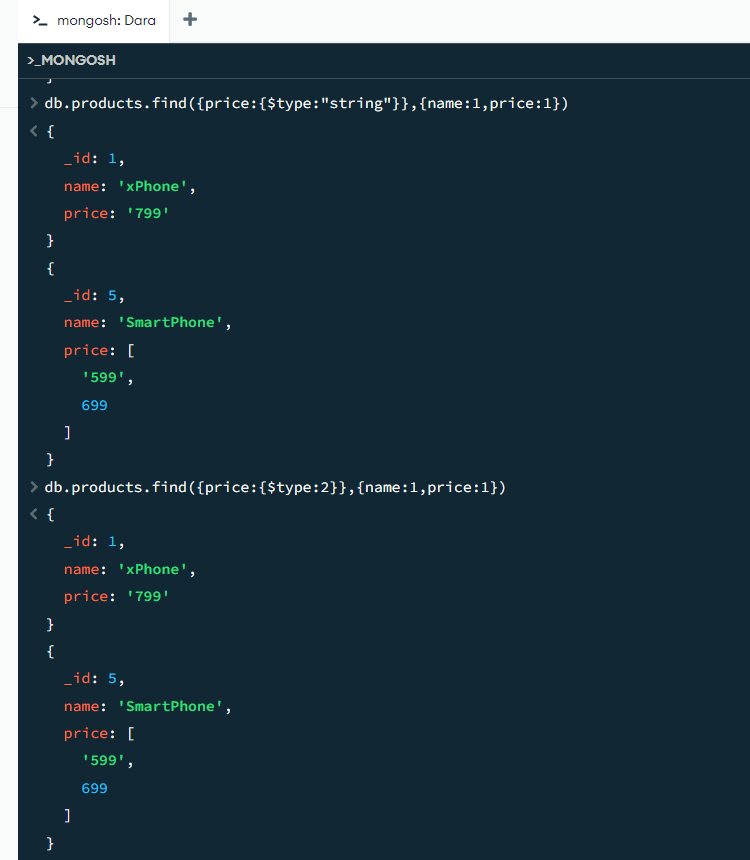 >_ mongosh: Dara +
>_MONGOSH
}
> db.products.find({price:{$type:"string"}},{name:1,price:1})
< {
_id: 1,
name: 'xPhone',
price: '799'
}
{
_id: 5,
name: 'SmartPhone',
price: [
'599',
699
]
}
> db.products.find({price:{$type:2}},{name:1,price:1})
< {
_id: 1,
name: 'xPhone',
price: '799'
}
{
_id: 5,
name: 'SmartPhone',
price: [
'599',
699
]
}